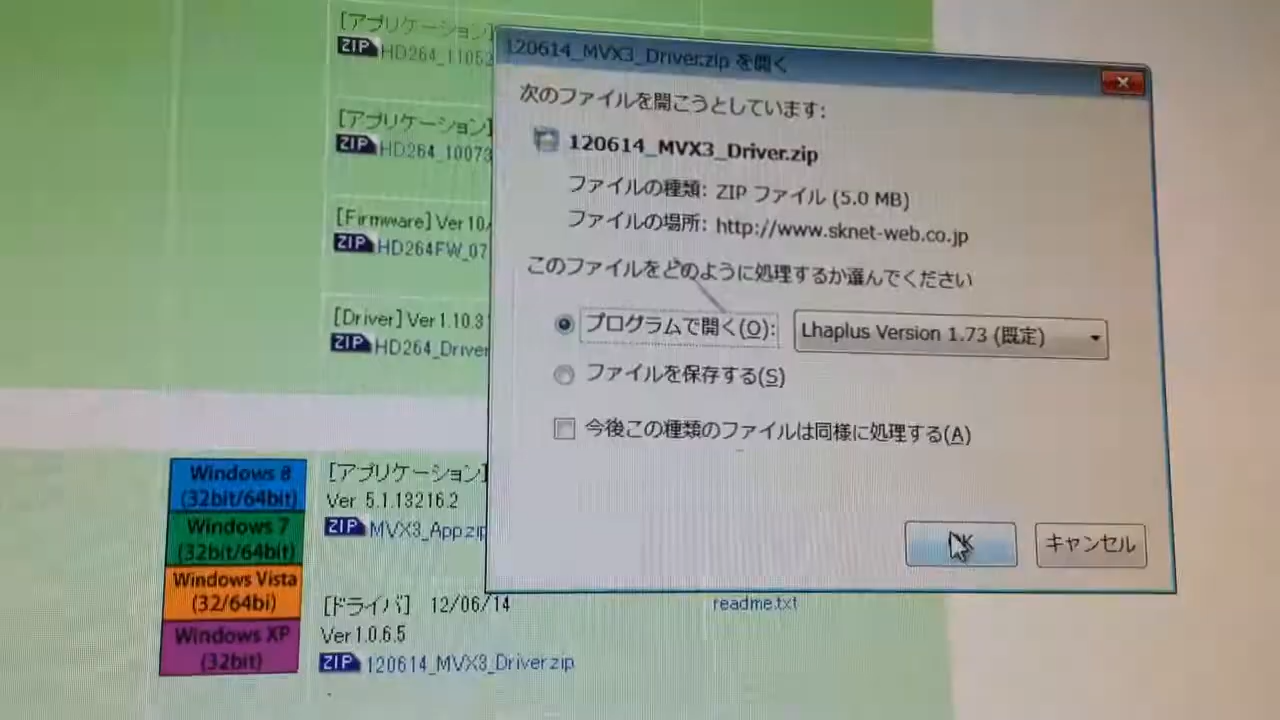 [アプリケーション]
ZIP HD264_11052
[アプリケーション]
ZIP HD264_10073
[Firmware] Ver 10.
ZIP HD264FW_07
[Driver] Ver 1.10.3
ZIP HD264_Driver
120614_MVX3_Driver.zip を開く
次のファイルを開こうとしています:
120614_MVX3_Driver.zip
ファイルの種類: ZIP ファイル (5.0 MB)
ファイルの場所: http://www.sknet-web.co.jp
このファイルをどのように処理するか選んでください
プログラムで開く(O): Lhaplus Version 1.73 (既定)
ファイルを保存する(S)
今後この種類のファイルは同様に処理する(A)
OK キャンセル
Windows 8
(32bit/64bit)
Windows 7
(32bit/64bit)
Windows Vista
(32/64bi)
Windows XP
(32bit)
[アプリケーション]
Ver 5.1.13216.2
ZIP MVX3_App.zip
[ドライバ] 12/06/14
readme.txt
Ver 1.0.6.5
ZIP 120614_MVX3_Driver.zip